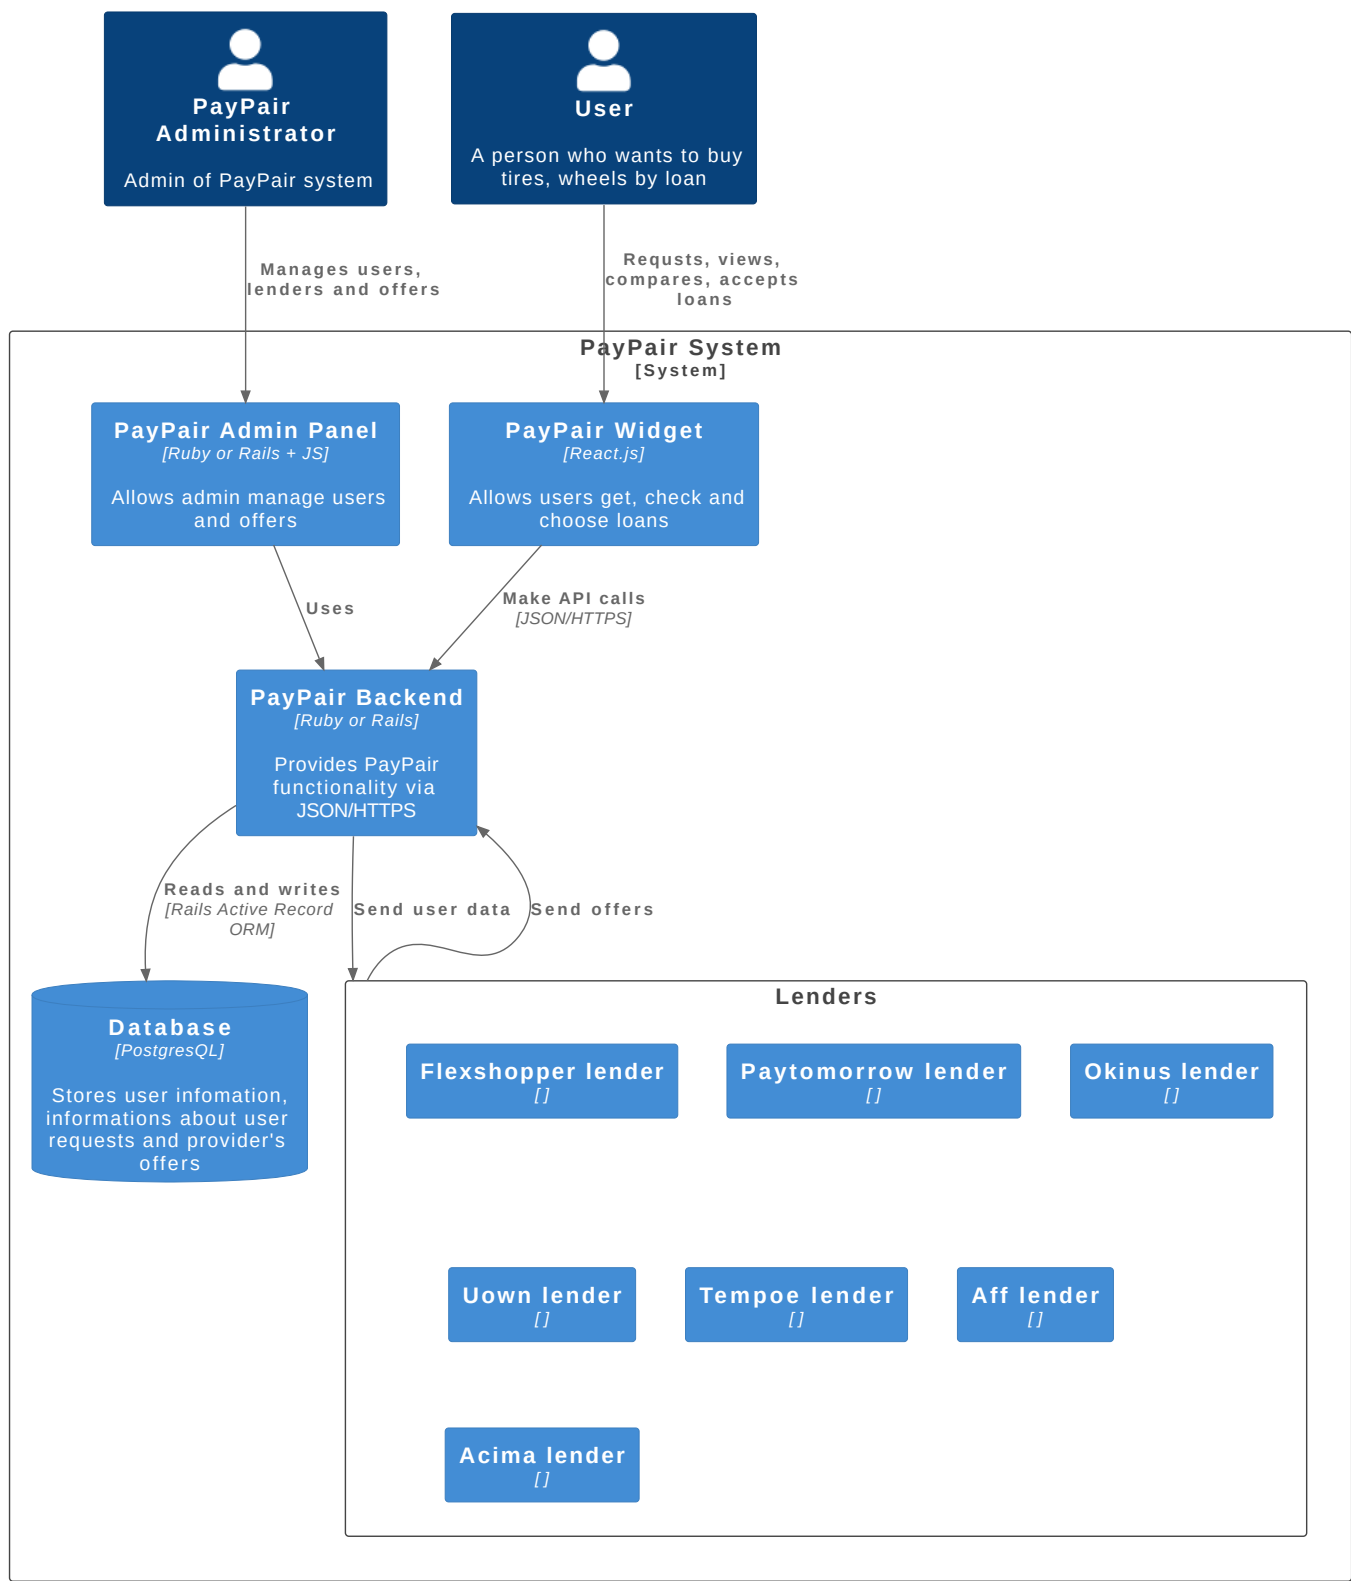 PayPair
Administrator
Admin of PayPair system
User
A person who wants to buy
tires, wheels by loan
Manages users,
lenders and offers
Requsts, views,
compares, accepts
loans
PayPair System
[System]
PayPair Admin Panel
[Ruby or Rails + JS]
Allows admin manage users
and offers
PayPair Widget
[React.js]
Allows users get, check and
choose loans
Uses
Make API calls
[JSON/HTTPS]
PayPair Backend
[Ruby or Rails]
Provides PayPair
functionality via
JSON/HTTPS
Reads and writes
[Rails Active Record
ORM]
Send user data
Send offers
Database
[PostgresQL]
Stores user infomation,
informations about user
requests and provider's
offers
Lenders
Flexshopper lender
[ ]
Paytomorrow lender
[ ]
Okinus lender
[ ]
Uown lender
[ ]
Tempoe lender
[ ]
Aff lender
[ ]
Acima lender
[ ]